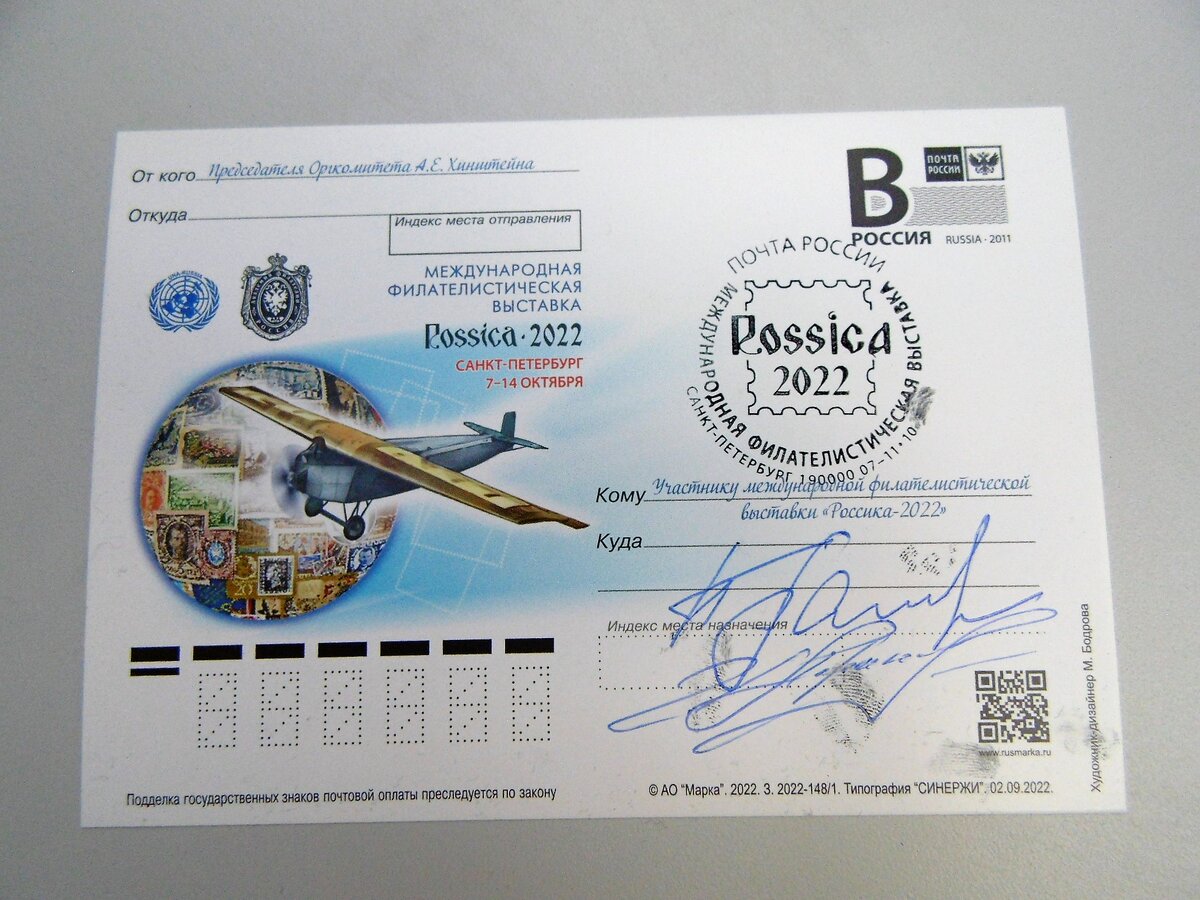 От кого Председателя Оргкомитета А.Е. Хинштейна
Откуда
Индекс места отправления
UNA-RUSSIA
РОССИЯ
МЕЖДУНАРОДНАЯ
ФИЛАТЕЛИСТИЧЕСКАЯ
ВЫСТАВКА
Rossica·2022
САНКТ-ПЕТЕРБУРГ
7–14 ОКТЯБРЯ
B
ПОЧТА
РОССИИ
РОССИЯ
RUSSIA · 2011
ПОЧТА РОССИИ
МЕЖДУНАРОДНАЯ ФИЛАТЕЛИСТИЧЕСКАЯ ВЫСТАВКА
Rossica
2022
САНКТ-ПЕТЕРБУРГ 190000 07–11•10
Кому Участнику международной филателистической
выставки «Россика-2022»
Куда
Индекс места назначения
www.rusmarka.ru
Художник-дизайнер М. Бодрова
Подделка государственных знаков почтовой оплаты преследуется по закону
© АО "Марка". 2022. З. 2022-148/1. Типография "СИНЕРЖИ". 02.09.2022.